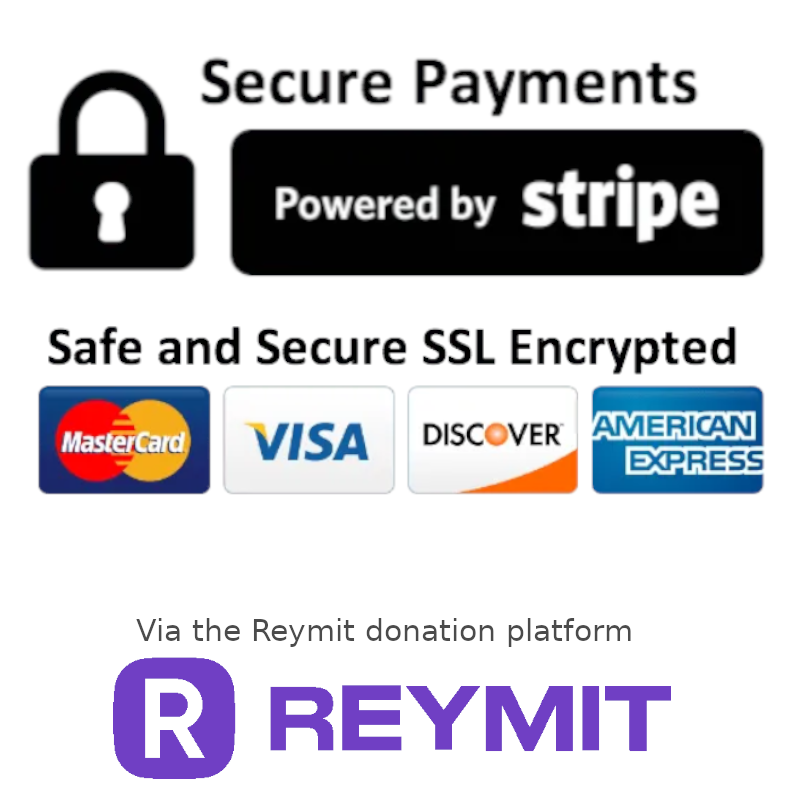 Secure Payments
Powered by stripe
Safe and Secure SSL Encrypted
MasterCard
VISA
DISCOVER
AMERICAN
EXPRESS
Via the Reymit donation platform
R REYMIT